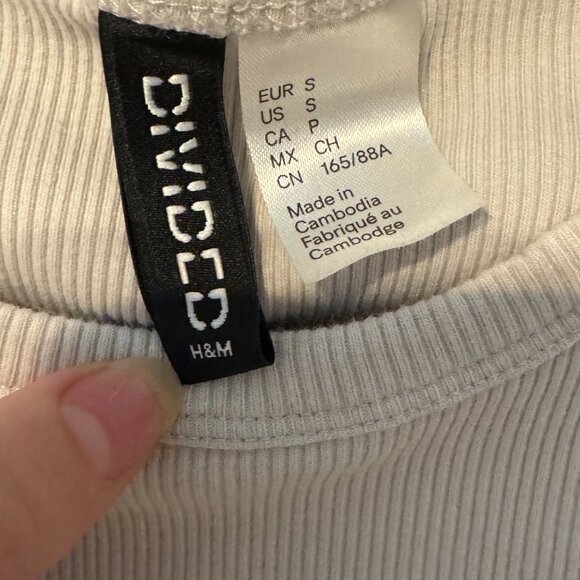 DIVIDED
H&M
EUR S
US S
CA P
MX CH
CN 165/88A
Made in
Cambodia
Fabriqué au
Cambodge